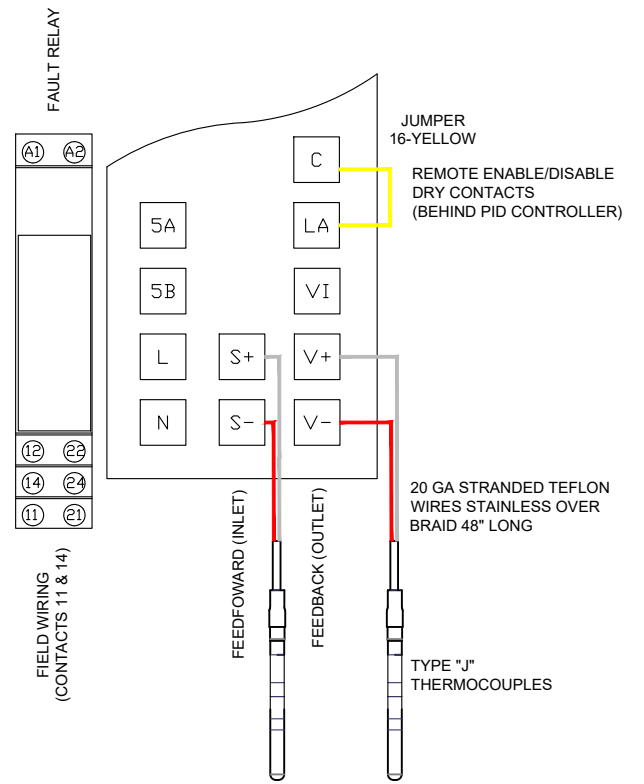 FAULT RELAY
A1 A2
JUMPER
16-YELLOW
REMOTE ENABLE/DISABLE
DRY CONTACTS
(BEHIND PID CONTROLLER)
C
5A LA
5B VI
L S+ V+
N S- V-
12 22
14 24
11 21
FIELD WIRING
(CONTACTS 11 & 14)
FEEDFOWARD (INLET)
FEEDBACK (OUTLET)
20 GA STRANDED TEFLON
WIRES STAINLESS OVER
BRAID 48" LONG
TYPE "J"
THERMOCOUPLES